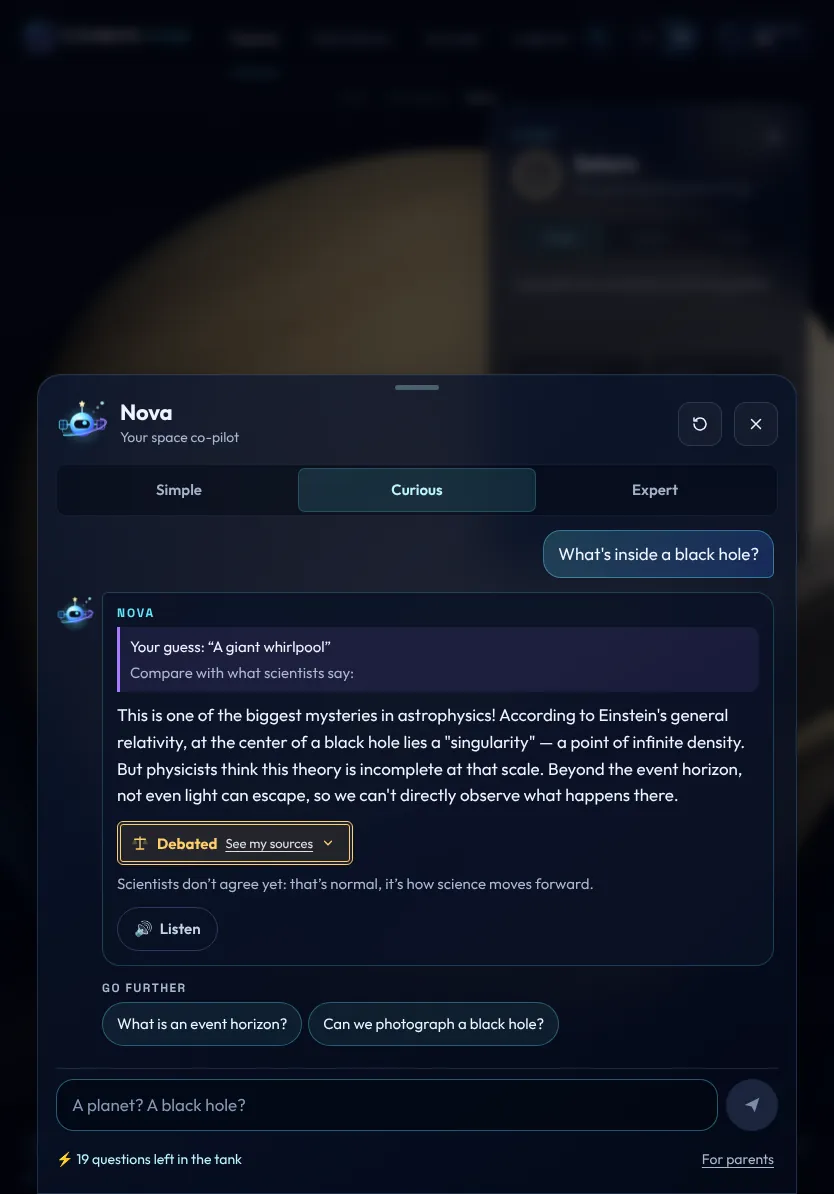 Nova
Your space co-pilot
Simple
Curious
Expert
What's inside a black hole?
NOVA
Your guess: “A giant whirlpool”
Compare with what scientists say:
This is one of the biggest mysteries in astrophysics! According to Einstein's general
relativity, at the center of a black hole lies a "singularity" — a point of infinite density.
But physicists think this theory is incomplete at that scale. Beyond the event horizon,
not even light can escape, so we can't directly observe what happens there.
Debated See my sources
Scientists don’t agree yet: that’s normal, it’s how science moves forward.
Listen
GO FURTHER
What is an event horizon?
Can we photograph a black hole?
A planet? A black hole?
19 questions left in the tank
For parents